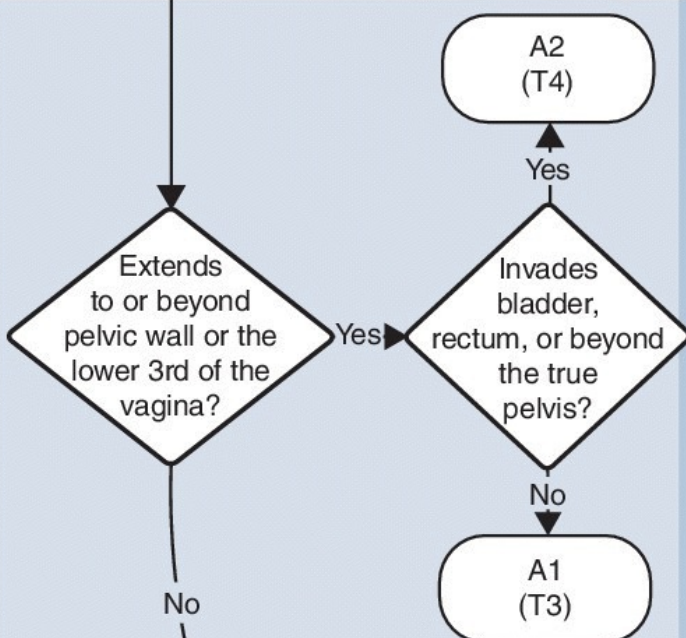 A2
(T4)
Yes
Extends
to or beyond
pelvic wall or the
lower 3rd of the
vagina?
Yes
Invades
bladder,
rectum, or beyond
the true
pelvis?
No
A1
(T3)
No